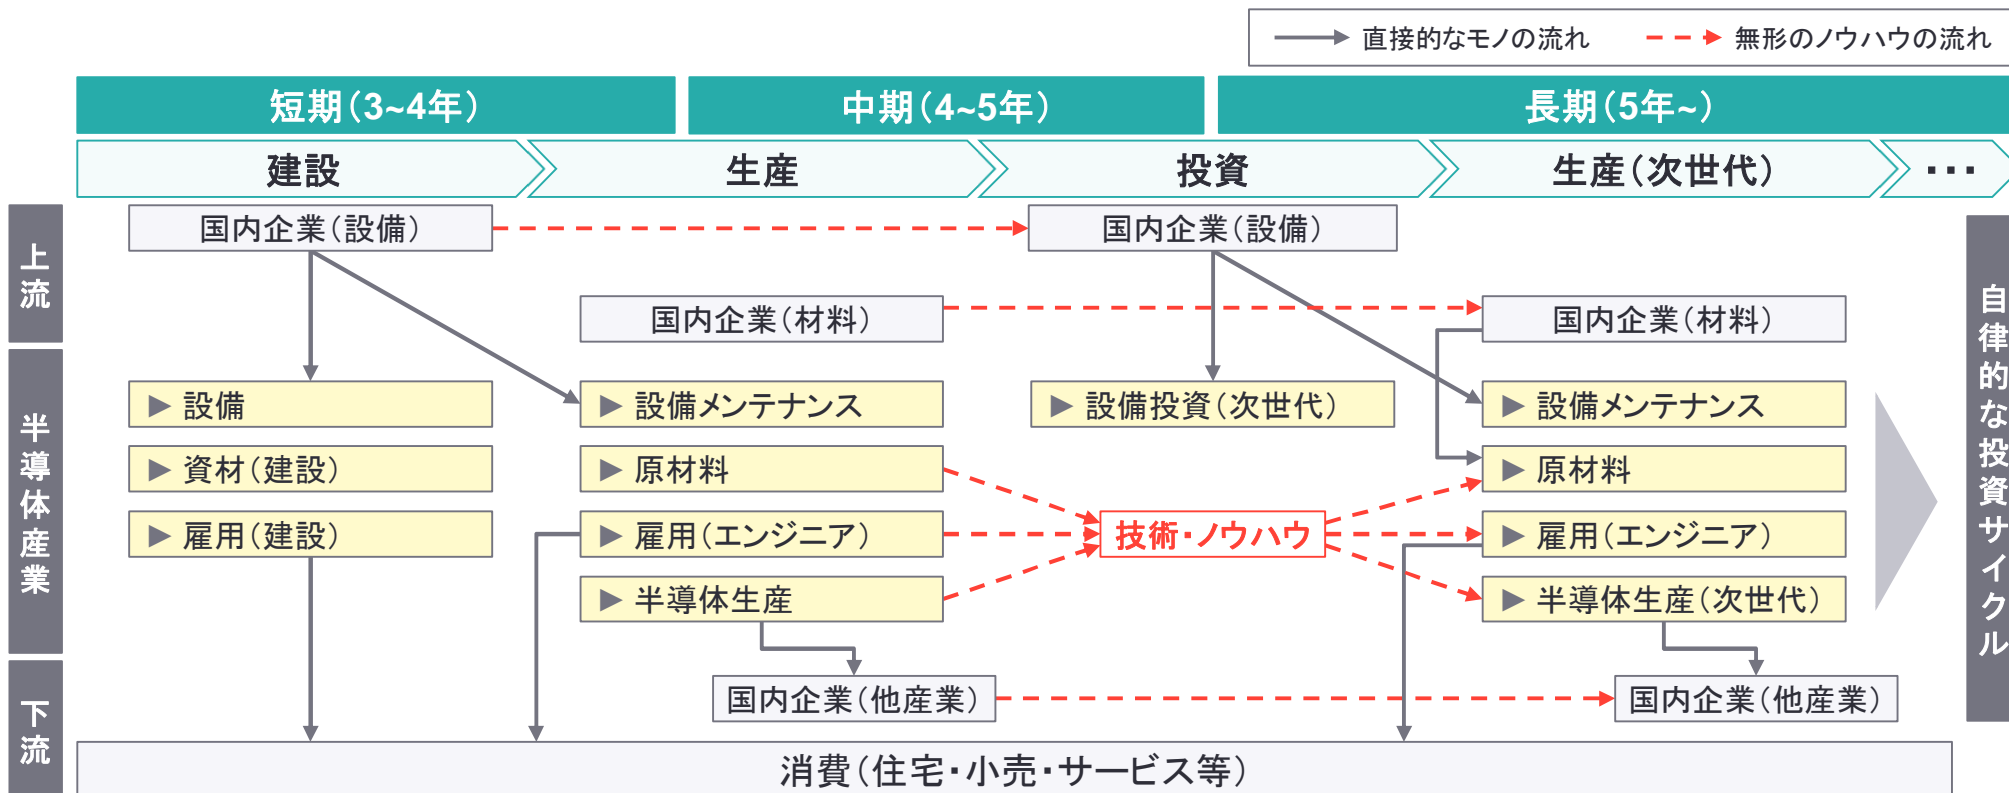 直接的なモノの流れ
無形のノウハウの流れ
短期(3~4年)
中期(4~5年)
長期(5年~)
建設
生産
投資
生産(次世代)
・・・
上流
国内企業(設備)
国内企業(設備)
国内企業(材料)
国内企業(材料)
半導体産業
▶ 設備
▶ 設備メンテナンス
▶ 設備投資(次世代)
▶ 設備メンテナンス
▶ 資材(建設)
▶ 原材料
▶ 原材料
▶ 雇用(建設)
▶ 雇用(エンジニア)
技術・ノウハウ
▶ 雇用(エンジニア)
▶ 半導体生産
▶ 半導体生産(次世代)
下流
国内企業(他産業)
国内企業(他産業)
消費(住宅・小売・サービス等)
自律的な投資サイクル